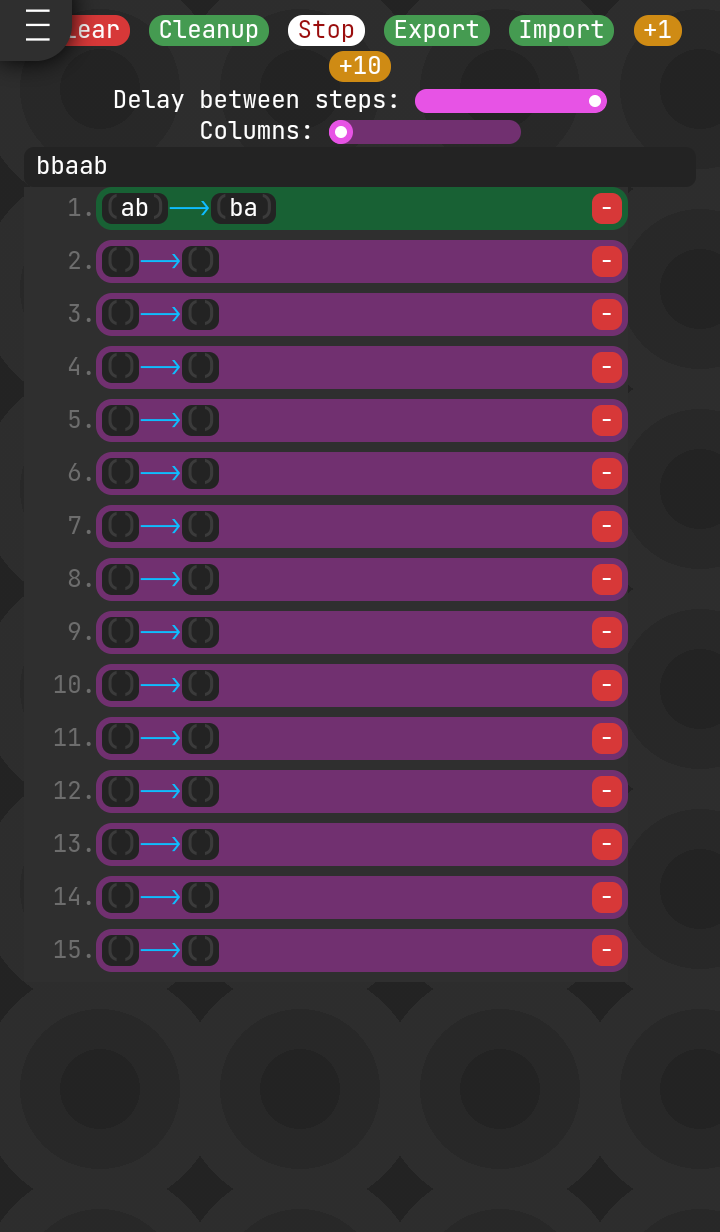 lear Cleanup Stop Export Import +1
+10
Delay between steps:
Columns:
bbaab
1. (ab)⟶(ba) -
2. ()⟶() -
3. ()⟶() -
4. ()⟶() -
5. ()⟶() -
6. ()⟶() -
7. ()⟶() -
8. ()⟶() -
9. ()⟶() -
10. ()⟶() -
11. ()⟶() -
12. ()⟶() -
13. ()⟶() -
14. ()⟶() -
15. ()⟶() -